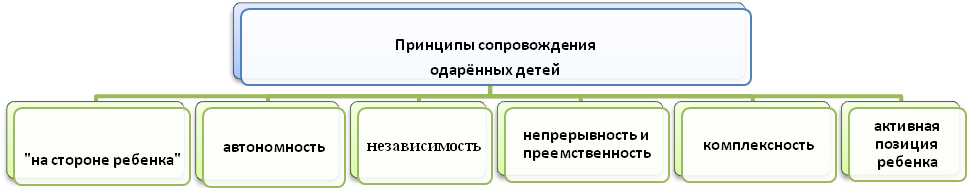 Принципы сопровождения
одарённых детей
"на стороне ребенка"
автономность
независимость
непрерывность и
преемственность
комплексность
активная
позиция
ребенка